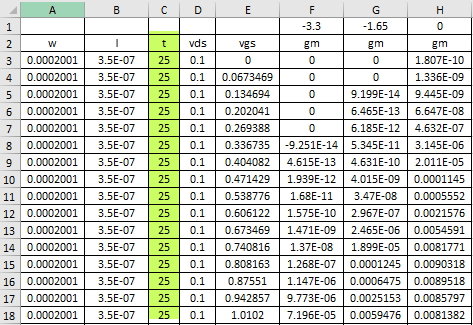 A B C D E F G H
1 -3.3 -1.65 0
2 w l t vds vgs gm gm gm
3 0.0002001 3.5E-07 25 0.1 0 0 0 1.807E-10
4 0.0002001 3.5E-07 25 0.1 0.0673469 0 0 1.336E-09
5 0.0002001 3.5E-07 25 0.1 0.134694 0 9.199E-14 9.445E-09
6 0.0002001 3.5E-07 25 0.1 0.202041 0 6.465E-13 6.647E-08
7 0.0002001 3.5E-07 25 0.1 0.269388 0 6.185E-12 4.632E-07
8 0.0002001 3.5E-07 25 0.1 0.336735 -9.251E-14 5.345E-11 3.145E-06
9 0.0002001 3.5E-07 25 0.1 0.404082 4.615E-13 4.631E-10 2.011E-05
10 0.0002001 3.5E-07 25 0.1 0.471429 1.939E-12 4.015E-09 0.0001145
11 0.0002001 3.5E-07 25 0.1 0.538776 1.68E-11 3.47E-08 0.0005552
12 0.0002001 3.5E-07 25 0.1 0.606122 1.575E-10 2.967E-07 0.0021576
13 0.0002001 3.5E-07 25 0.1 0.673469 1.471E-09 2.465E-06 0.0054591
14 0.0002001 3.5E-07 25 0.1 0.740816 1.37E-08 1.899E-05 0.0081771
15 0.0002001 3.5E-07 25 0.1 0.808163 1.268E-07 0.0001245 0.0090318
16 0.0002001 3.5E-07 25 0.1 0.87551 1.147E-06 0.0006475 0.0089518
17 0.0002001 3.5E-07 25 0.1 0.942857 9.773E-06 0.0025153 0.0085797
18 0.0002001 3.5E-07 25 0.1 1.0102 7.196E-05 0.0059476 0.0081382